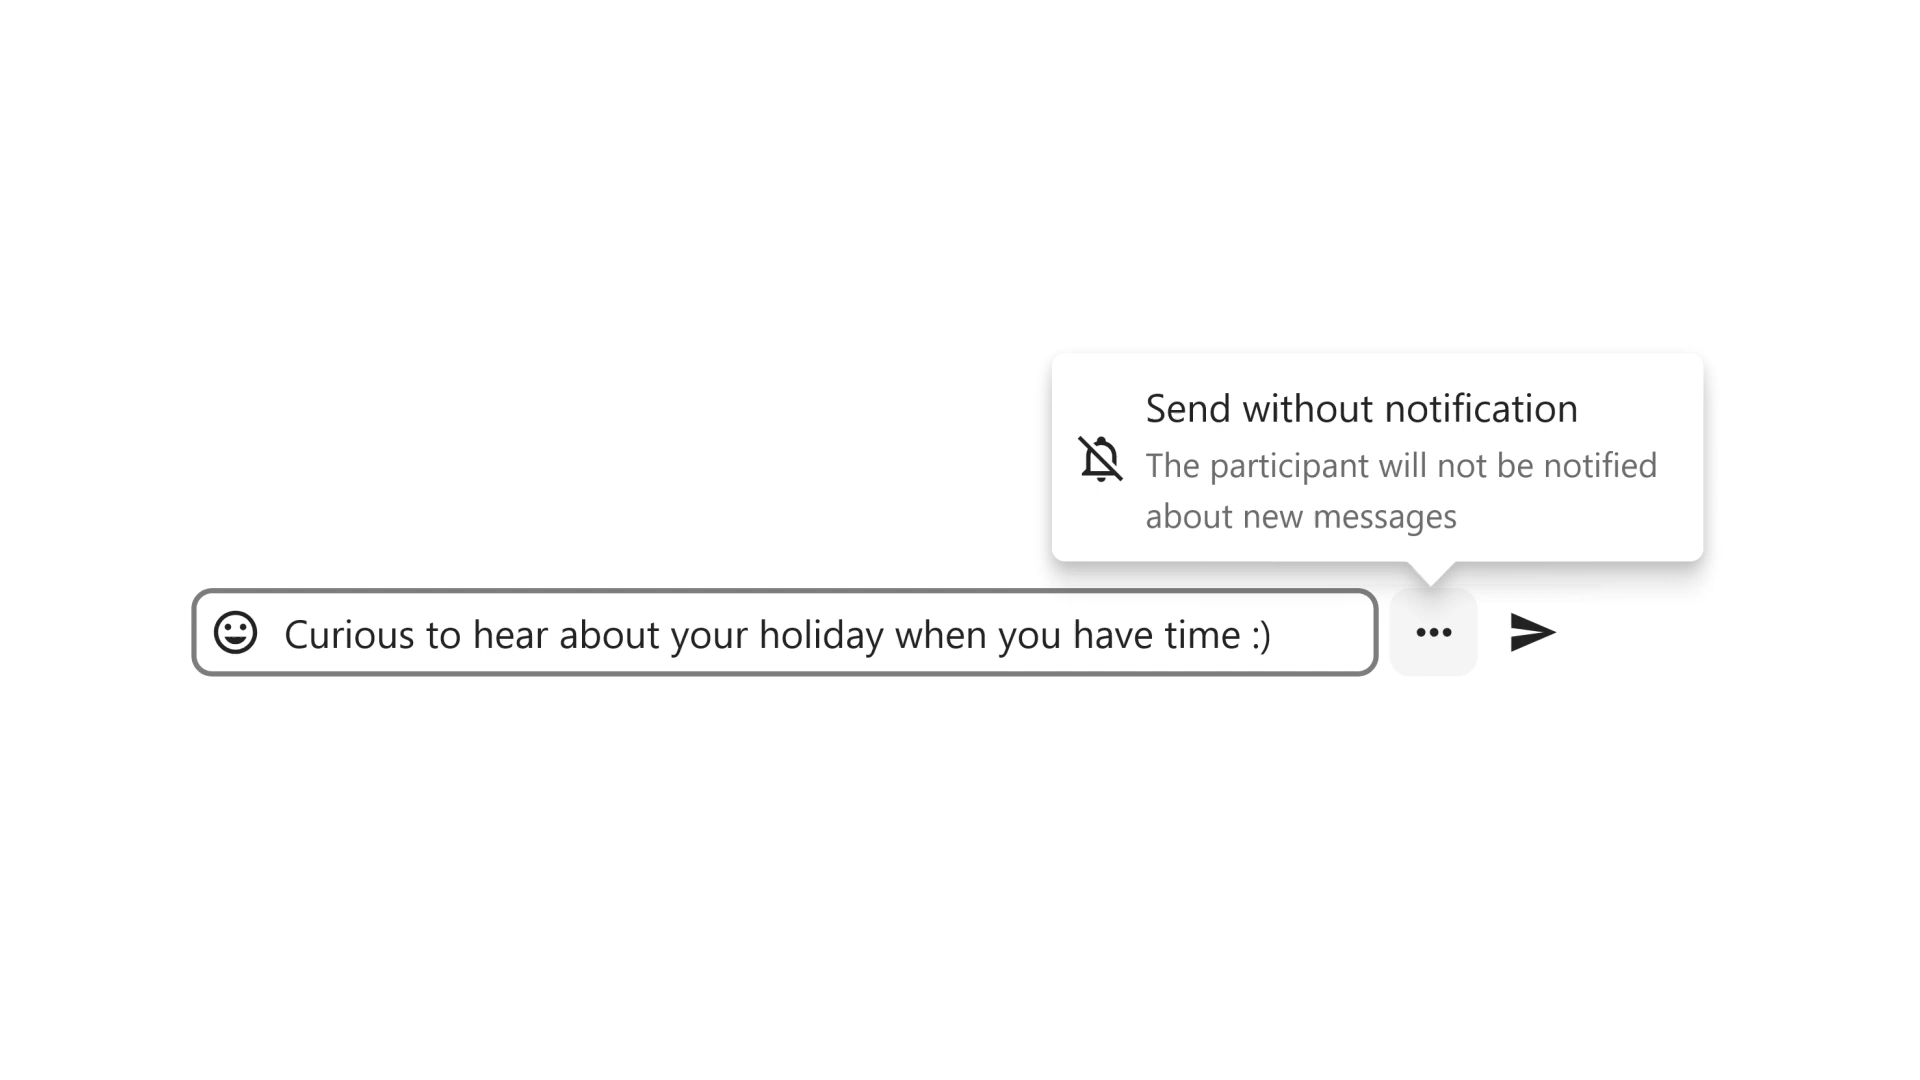 Send without notification
The participant will not be notified
about new messages
Curious to hear about your holiday when you have time :)